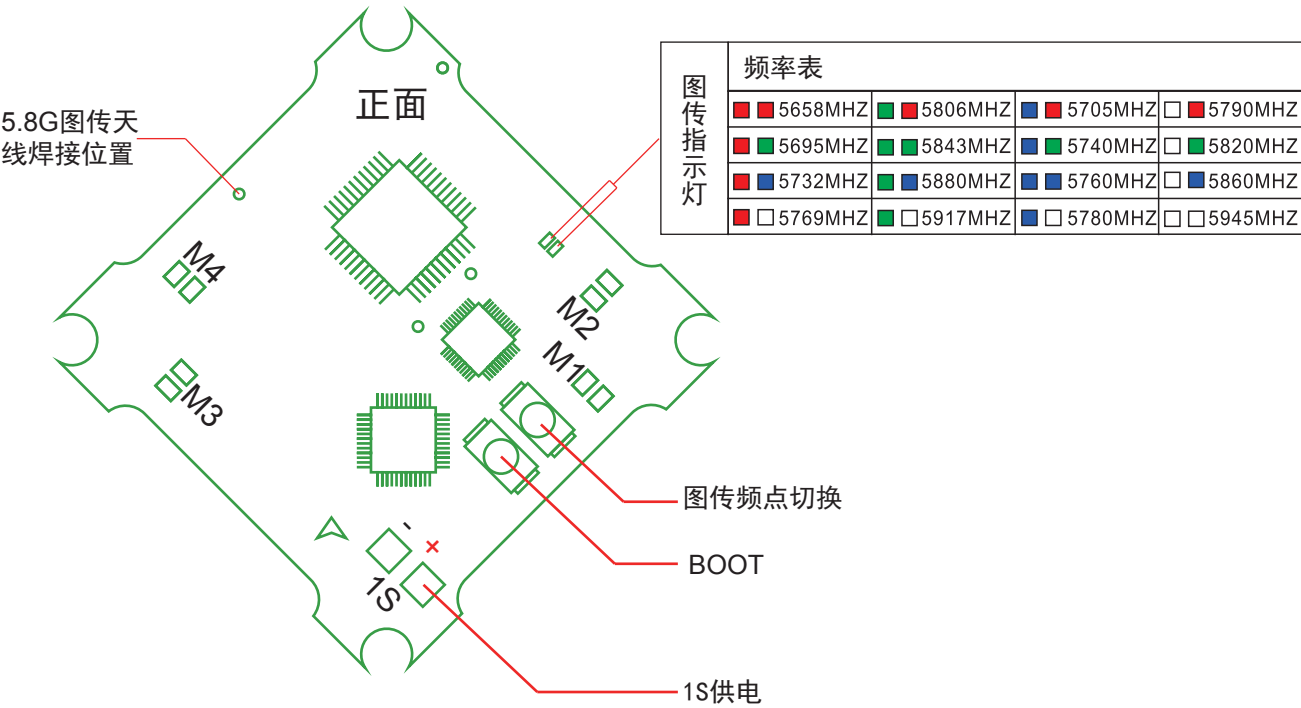 正面
5.8G图传天
线焊接位置
图传指示灯
频率表
5658MHZ 5806MHZ 5705MHZ 5790MHZ
5695MHZ 5843MHZ 5740MHZ 5820MHZ
5732MHZ 5880MHZ 5760MHZ 5860MHZ
5769MHZ 5917MHZ 5780MHZ 5945MHZ
M4
M2
M1
M3
图传频点切换
BOOT
- +
1S
1S供电